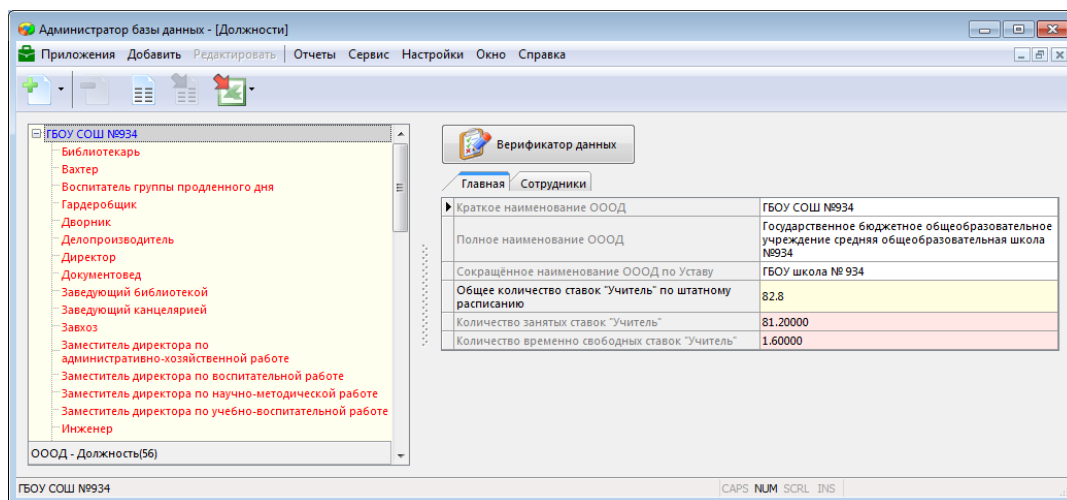 Администратор базы данных - [Должности]
Приложения Добавить Редактировать Отчеты Сервис Настройки Окно Справка
ГБОУ СОШ №934
Библиотекарь
Вахтер
Воспитатель группы продленного дня
Гардеробщик
Дворник
Делопроизводитель
Директор
Документовед
Заведующий библиотекой
Заведующий канцелярией
Завхоз
Заместитель директора по
административно-хозяйственной работе
Заместитель директора по воспитательной работе
Заместитель директора по научно-методической работе
Заместитель директора по учебно-воспитательной работе
Инженер
ОООД - Должность(56)
Верификатор данных
Главная Сотрудники
Краткое наименование ОООД ГБОУ СОШ №934
Полное наименование ОООД
Государственное бюджетное общеобразовательное
учреждение средняя общеобразовательная школа
№934
Сокращённое наименование ОООД по Уставу ГБОУ школа № 934
Общее количество ставок "Учитель" по штатному
расписанию
82.8
Количество занятых ставок "Учитель" 81.20000
Количество временно свободных ставок "Учитель" 1.60000
ГБОУ СОШ №934 CAPS NUM SCRL INS